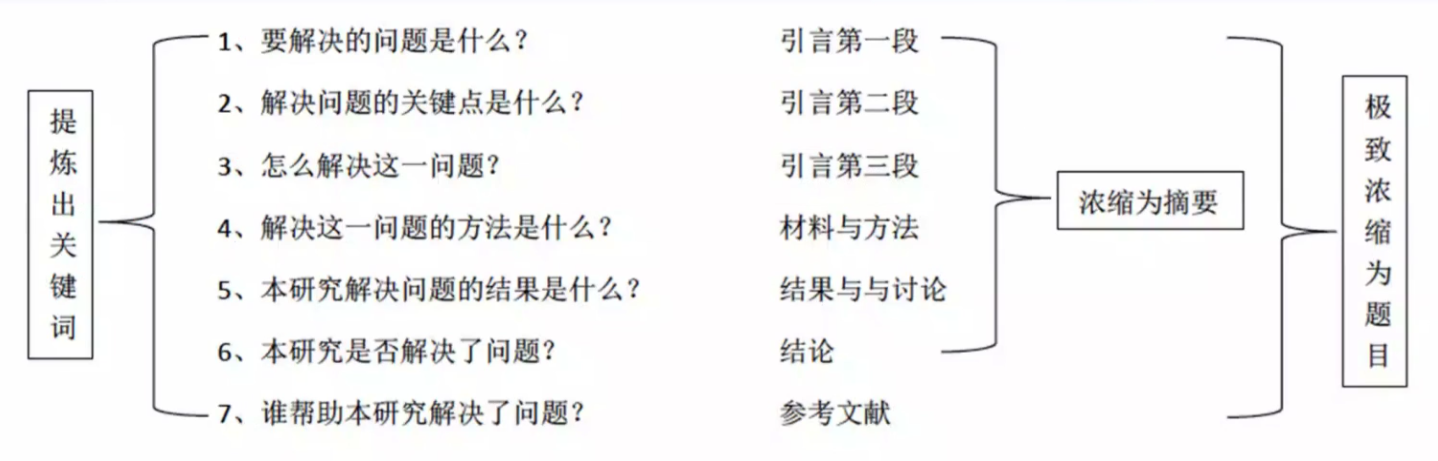 提炼出关键词
1、要解决的问题是什么？ 引言第一段
2、解决问题的关键点是什么？ 引言第二段
3、怎么解决这一问题？ 引言第三段
4、解决这一问题的方法是什么？ 材料与方法
5、本研究解决问题的结果是什么？ 结果与与讨论
6、本研究是否解决了问题？ 结论
7、谁帮助本研究解决了问题？ 参考文献
浓缩为摘要
极致浓缩为题目